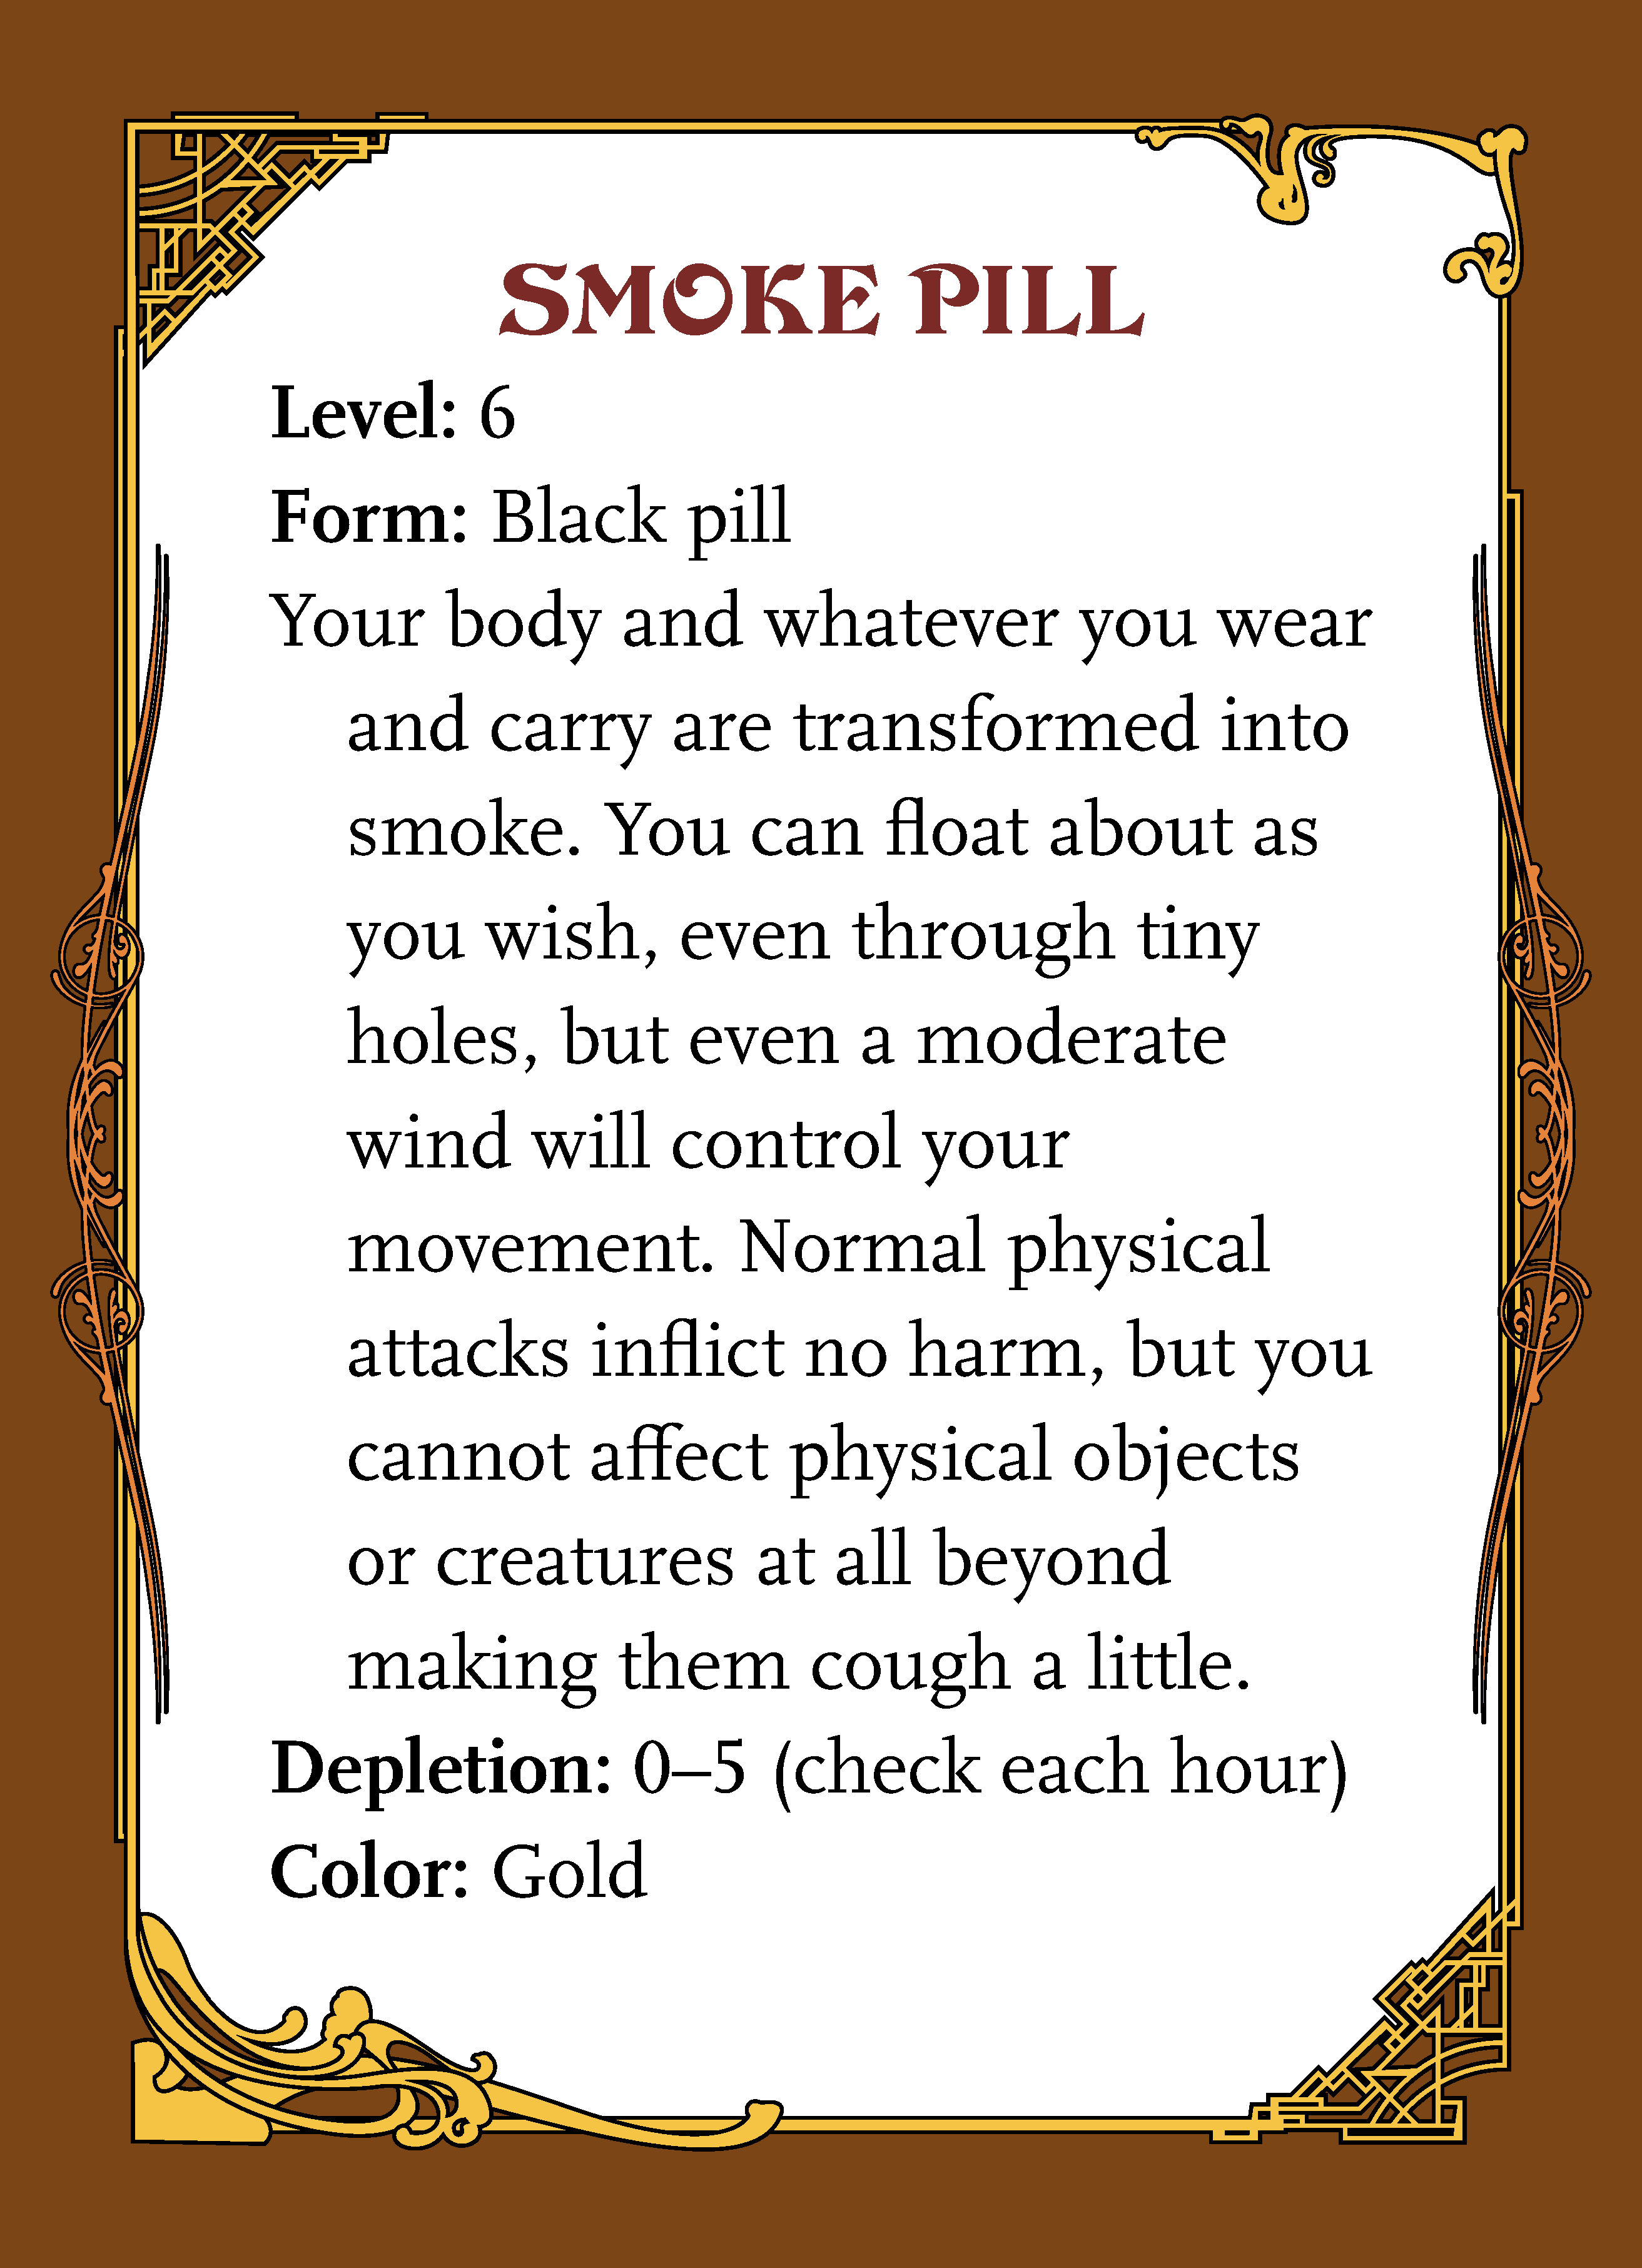 SMOKE PILL
Level: 6
Form: Black pill
Your body and whatever you wear
and carry are transformed into
smoke. You can float about as
you wish, even through tiny
holes, but even a moderate
wind will control your
movement. Normal physical
attacks inflict no harm, but you
cannot affect physical objects
or creatures at all beyond
making them cough a little.
Depletion: 0–5 (check each hour)
Color: Gold